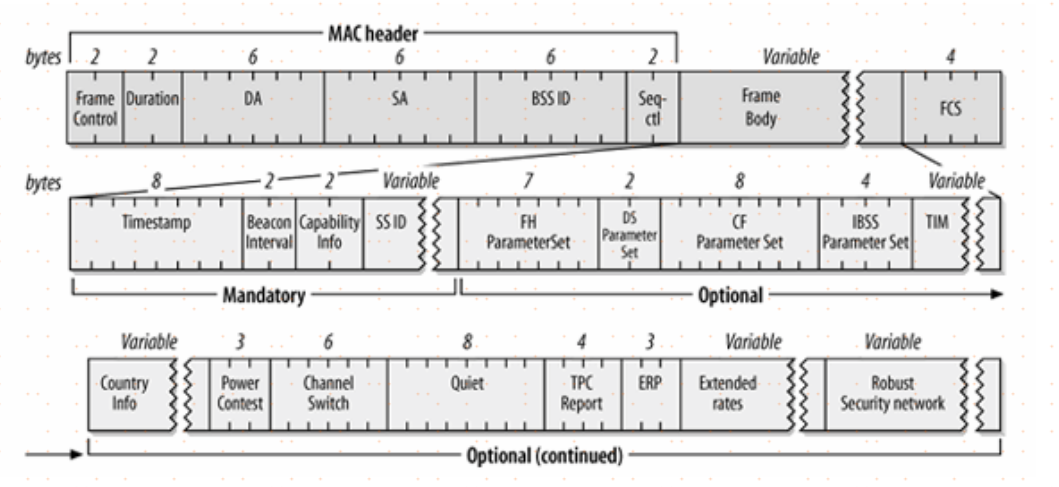 MAC header
bytes 2 2 6 6 6 2 Variable 4
Frame Control Duration DA SA BSS ID Seq-ctl Frame Body FCS
bytes 8 2 2 Variable 7 2 8 4 Variable
Timestamp Beacon Interval Capability Info SS ID FH ParameterSet DS Parameter Set CF Parameter Set IBSS Parameter Set TIM
Mandatory Optional
Variable 3 6 8 4 3 Variable Variable
Country Info Power Contest Channel Switch Quiet TPC Report ERP Extended rates Robust Security network
Optional (continued)